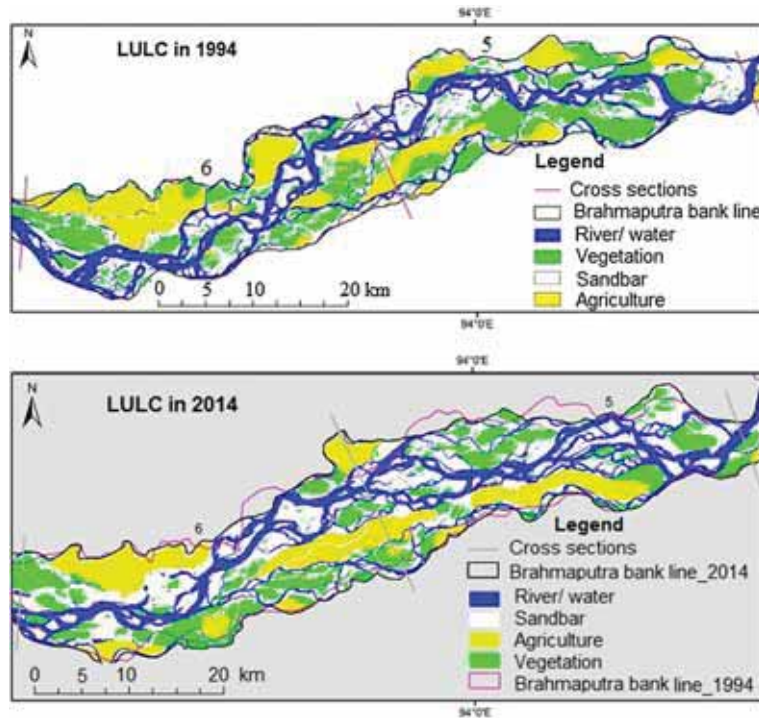 94°0'E
N
LULC in 1994
5
6
Legend
Cross sections
Brahmaputra bank line
River/ water
Vegetation
Sandbar
Agriculture
0 5 10 20 km
94°0'E
94°0'E
N
LULC in 2014
5
6
Legend
Cross sections
Brahmaputra bank line_2014
River/ water
Sandbar
Agriculture
Vegetation
Brahmaputra bank line_1994
0 5 10 20 km
94°0'E